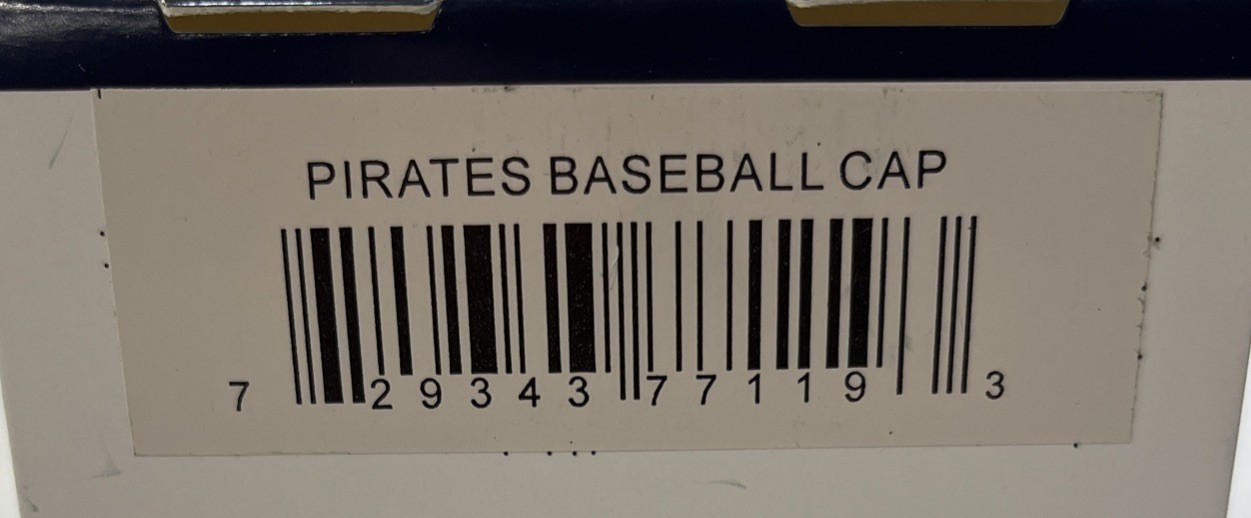 PIRATES BASEBALL CAP
7 29343 77119 3